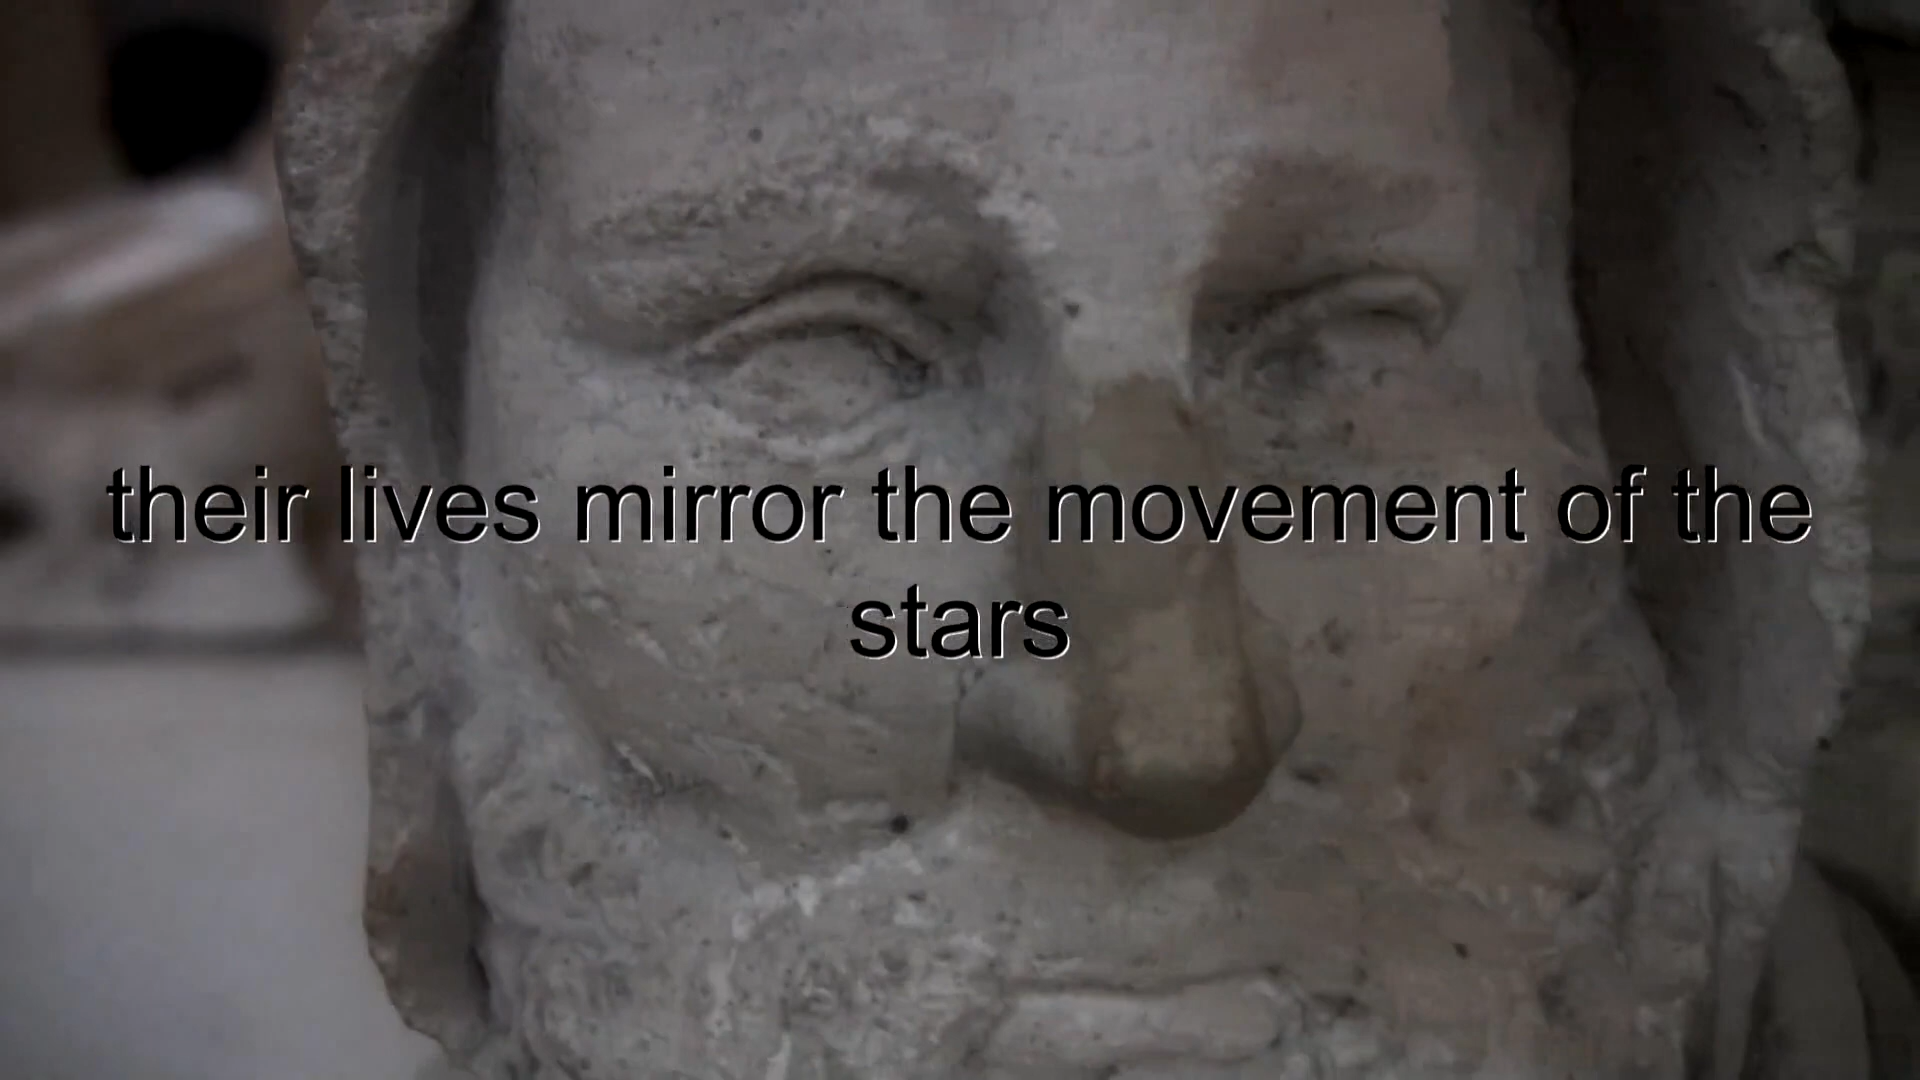 their lives mirror the movement of the
stars